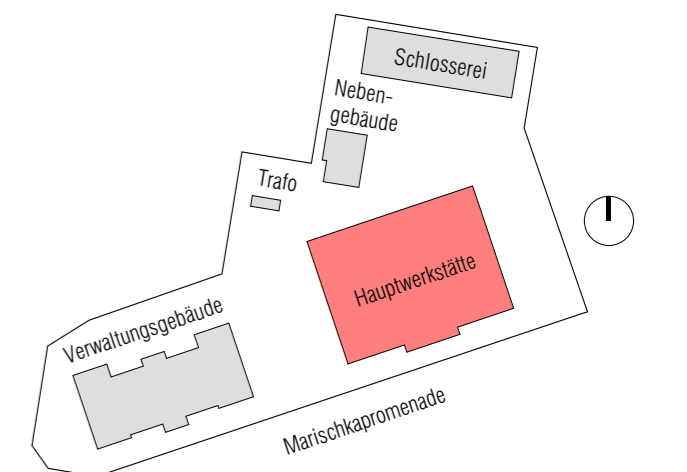 Schlosserei
Neben-
gebäude
Trafo
Hauptwerkstätte
Verwaltungsgebäude
Marischkapromenade